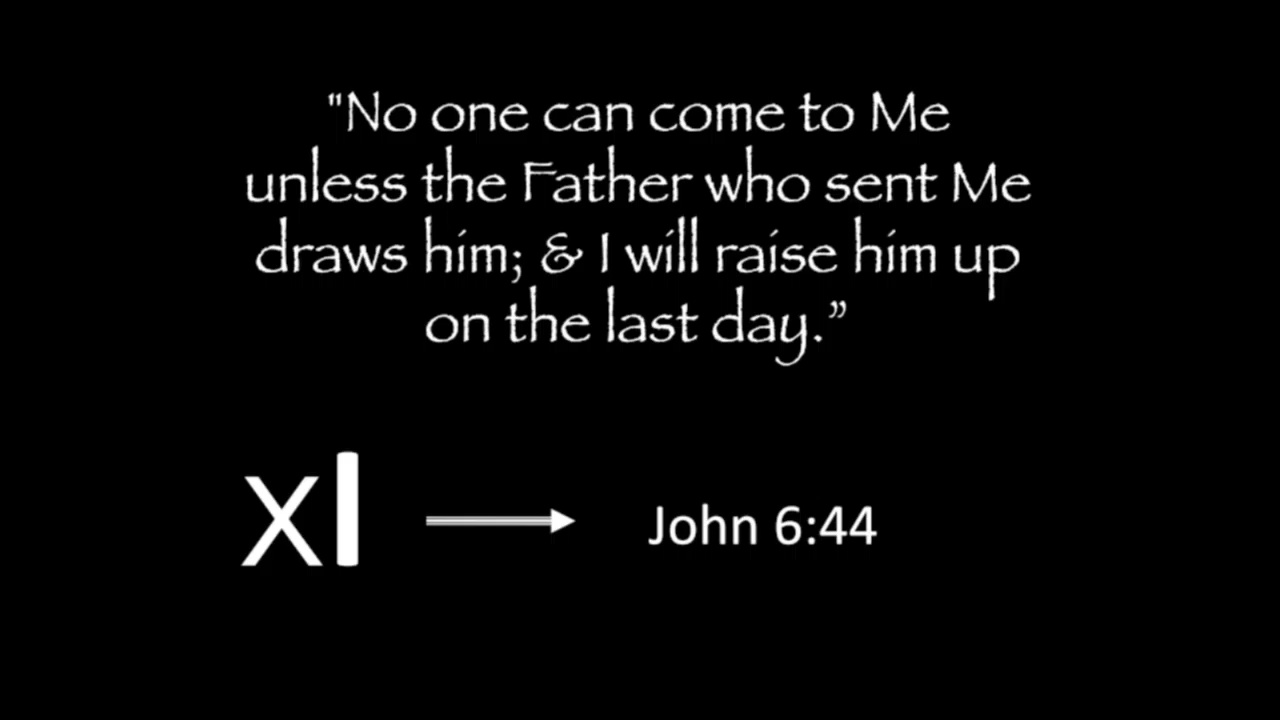 "No one can come to Me
unless the Father who sent Me
draws him; & I will raise him up
on the last day.”
xl
John 6:44